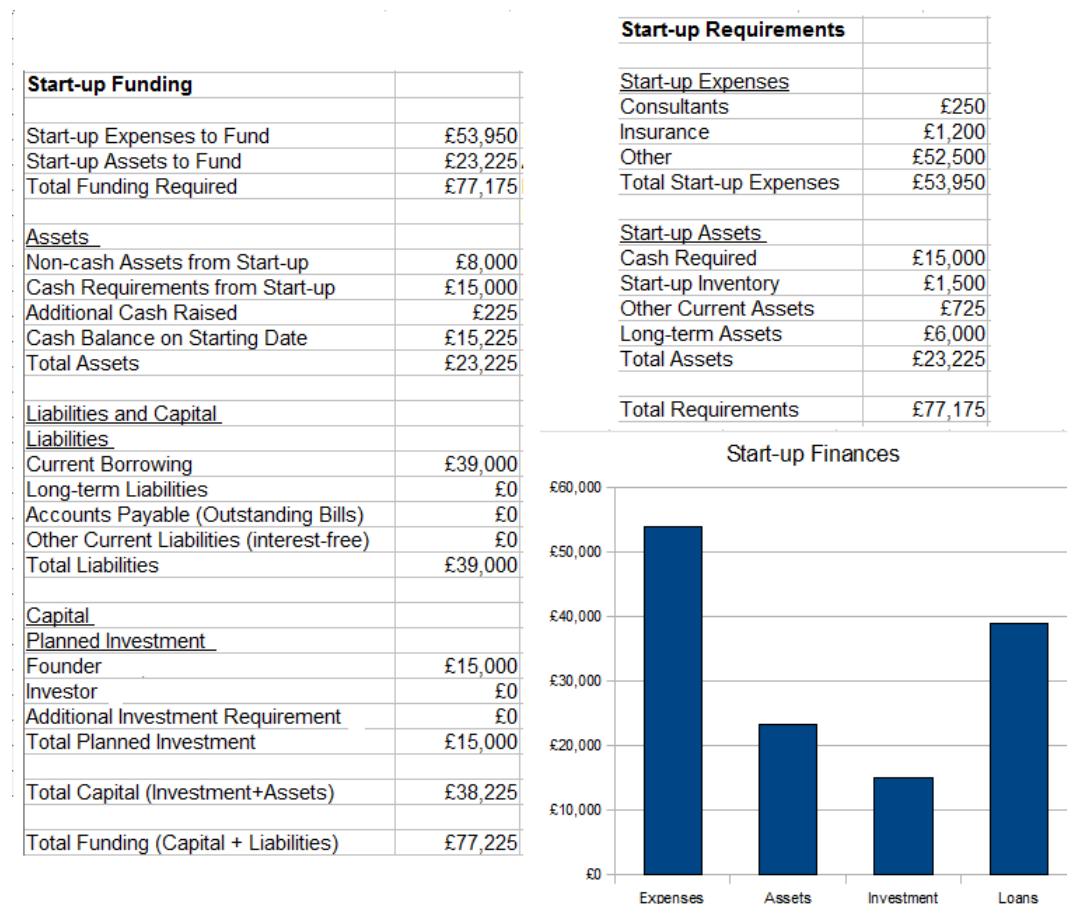 Start-up Funding
Start-up Expenses to Fund £53,950
Start-up Assets to Fund £23,225
Total Funding Required £77,175
Assets
Non-cash Assets from Start-up £8,000
Cash Requirements from Start-up £15,000
Additional Cash Raised £225
Cash Balance on Starting Date £15,225
Total Assets £23,225
Liabilities and Capital
Liabilities
Current Borrowing £39,000
Long-term Liabilities £0
Accounts Payable (Outstanding Bills) £0
Other Current Liabilities (interest-free) £0
Total Liabilities £39,000
Capital
Planned Investment
Founder £15,000
Investor £0
Additional Investment Requirement £0
Total Planned Investment £15,000
Total Capital (Investment+Assets) £38,225
Total Funding (Capital + Liabilities) £77,225
Start-up Requirements
Start-up Expenses
Consultants £250
Insurance £1,200
Other £52,500
Total Start-up Expenses £53,950
Start-up Assets
Cash Required £15,000
Start-up Inventory £1,500
Other Current Assets £725
Long-term Assets £6,000
Total Assets £23,225
Total Requirements £77,175
Start-up Finances
£60,000
£50,000
£40,000
£30,000
£20,000
£10,000
£0
Expenses Assets Investment Loans